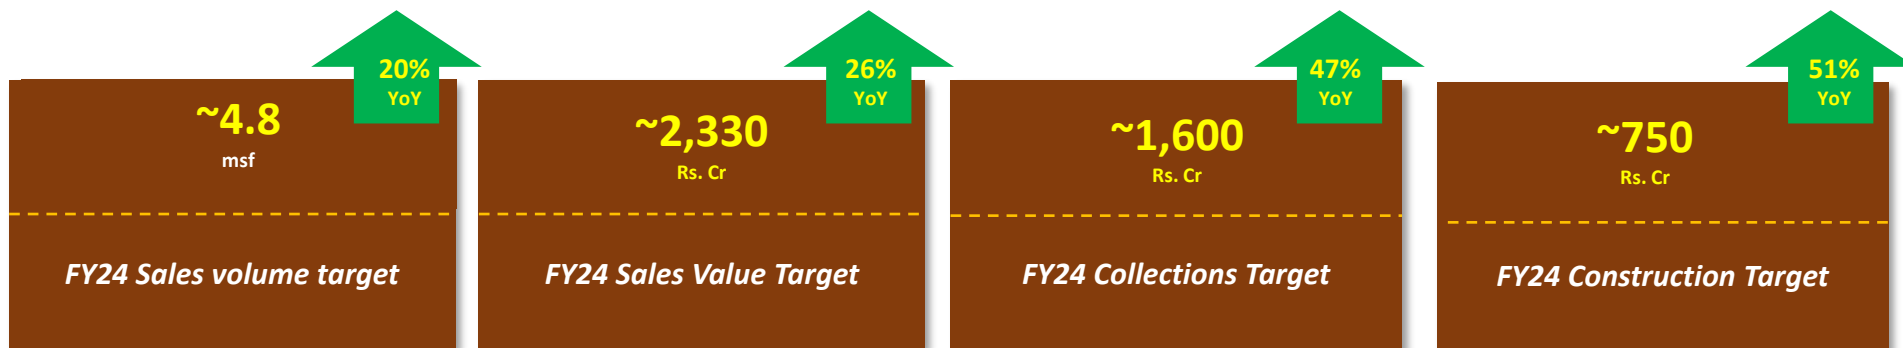 20%
YoY
~4.8
msf
FY24 Sales volume target
26%
YoY
~2,330
Rs. Cr
FY24 Sales Value Target
47%
YoY
~1,600
Rs. Cr
FY24 Collections Target
51%
YoY
~750
Rs. Cr
FY24 Construction Target